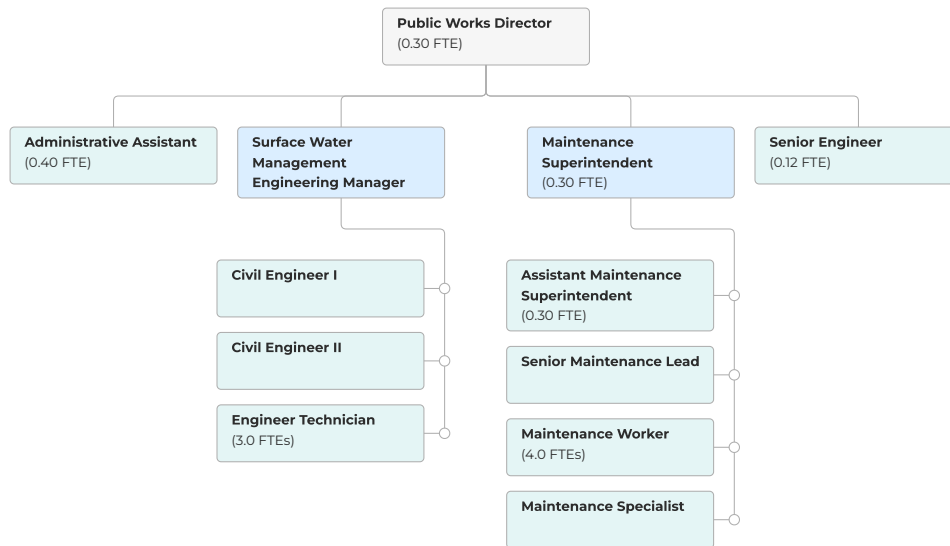 Public Works Director
(0.30 FTE)
Administrative Assistant
(0.40 FTE)
Surface Water
Management
Engineering Manager
Maintenance
Superintendent
(0.30 FTE)
Senior Engineer
(0.12 FTE)
Civil Engineer I
Civil Engineer II
Engineer Technician
(3.0 FTEs)
Assistant Maintenance
Superintendent
(0.30 FTE)
Senior Maintenance Lead
Maintenance Worker
(4.0 FTEs)
Maintenance Specialist